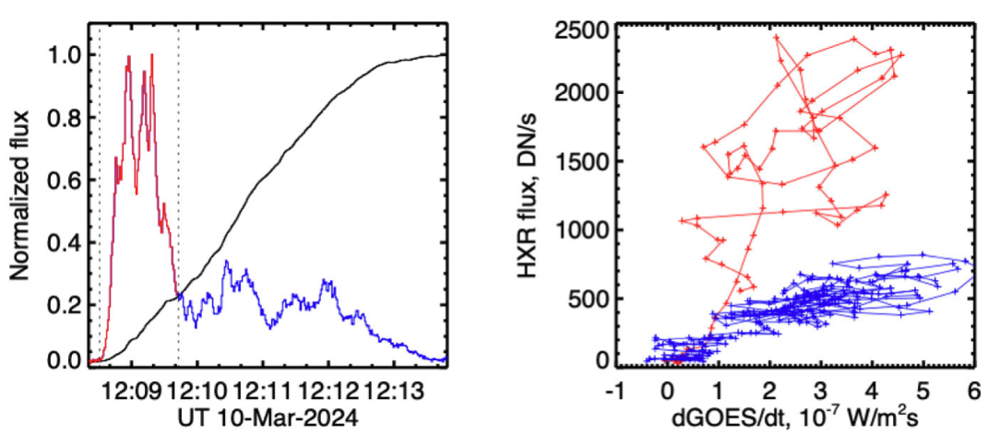 Normalized flux
1.0
0.8
0.6
0.4
0.2
0.0
12:09 12:10 12:11 12:12 12:13
UT 10-Mar-2024
HXR flux, DN/s
2500
2000
1500
1000
500
0
-1 0 1 2 3 4 5 6
dGOES/dt, 10⁻⁷ W/m²s